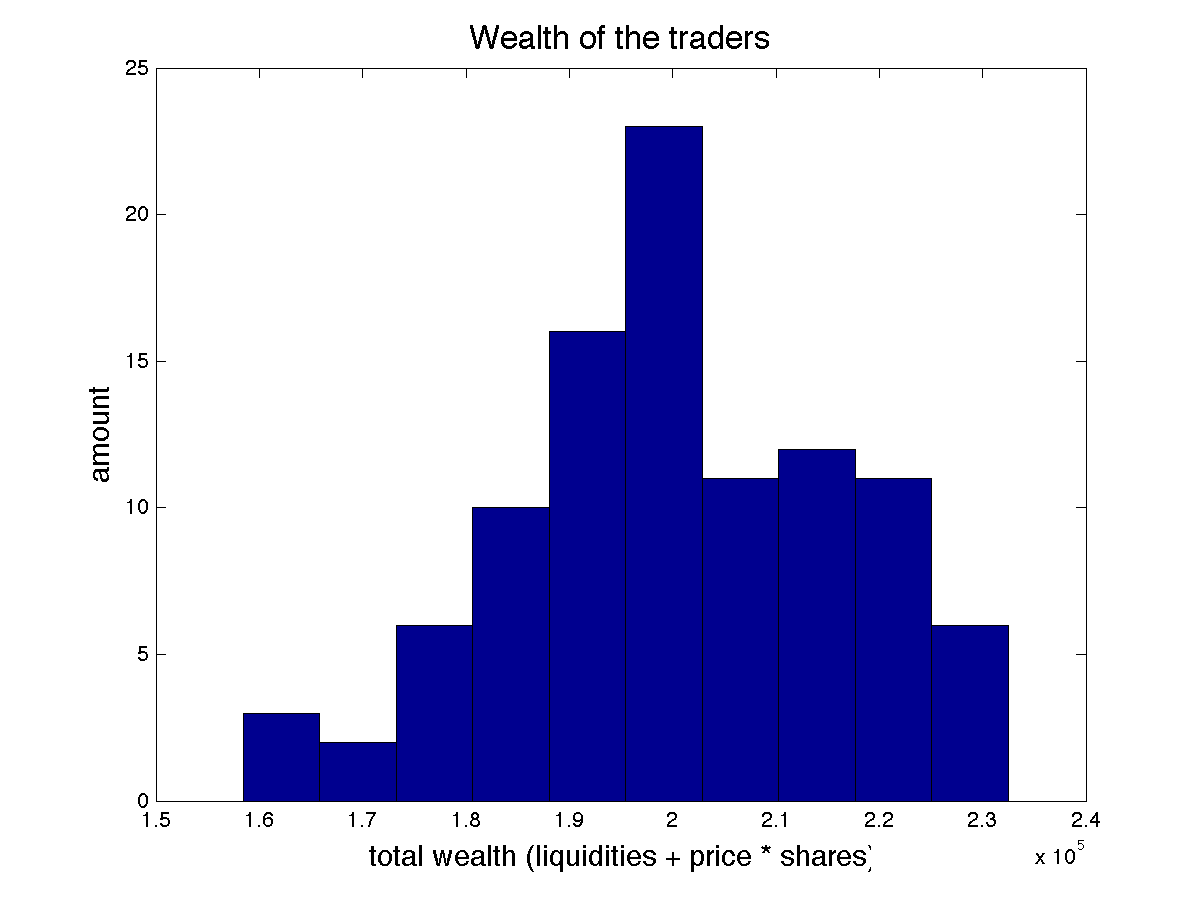 Wealth of the traders
25
20
15
10
5
0
amount
1.5 1.6 1.7 1.8 1.9 2 2.1 2.2 2.3 2.4
x 10^5
total wealth (liquidities + price * shares)